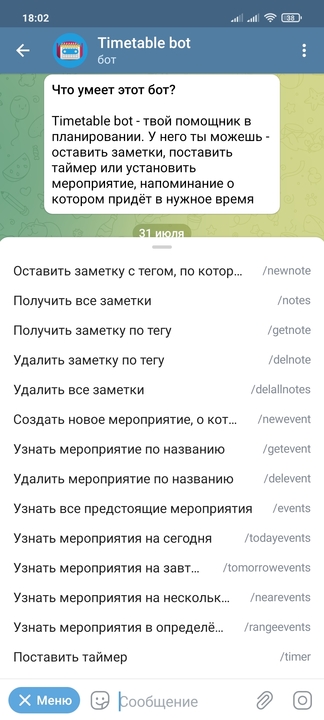 18:02
38
Timetable bot
бот
Что умеет этот бот?
Timetable bot - твой помощник в
планировании. У него ты можешь -
оставить заметки, поставить
таймер или установить
мероприятие, напоминание о
котором придёт в нужное время
31 июля
Оставить заметку с тегом, по котор... /newnote
Получить все заметки /notes
Получить заметку по тегу /getnote
Удалить заметку по тегу /delnote
Удалить все заметки /delallnotes
Создать новое мероприятие, о кот... /newevent
Узнать мероприятие по названию /getevent
Удалить мероприятие по названию /delevent
Узнать все предстоящие мероприятия /events
Узнать мероприятия на сегодня /todayevents
Узнать мероприятия на завт... /tomorrowevents
Узнать мероприятия на нескольк... /nearevents
Узнать мероприятия в определё... /rangeevents
Поставить таймер /timer
Меню
Сообщение